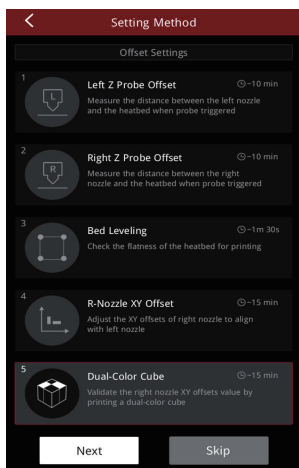 Setting Method
Offset Settings
1
Left Z Probe Offset
~10 min
L
Measure the distance between the left nozzle
and the heatbed when probe triggered
2
Right Z Probe Offset
~10 min
R
Measure the distance between the right
nozzle and the heatbed when probe triggered
3
Bed Leveling
~1m 30s
Check the flatness of the heatbed for printing
4
R-Nozzle XY Offset
~15 min
Adjust the XY offsets of right nozzle to align
with left nozzle
5
Dual-Color Cube
~15 min
Validate the right nozzle XY offsets value by
printing a dual-color cube
Next
Skip